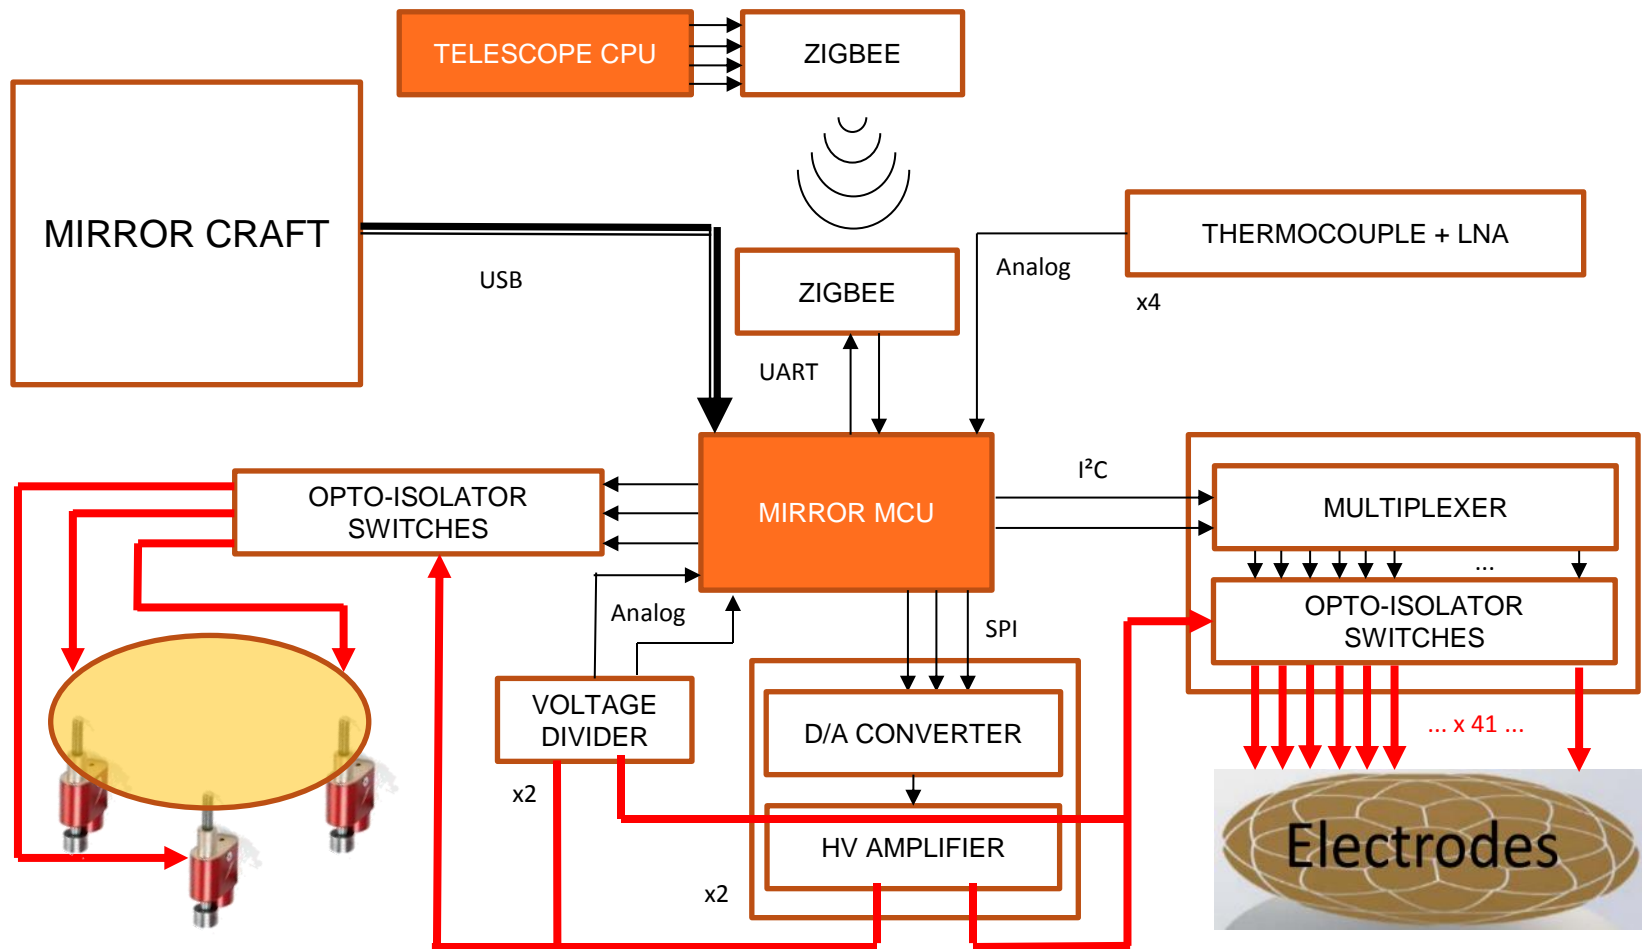 TELESCOPE CPU
ZIGBEE
MIRROR CRAFT
THERMOCOUPLE + LNA
USB
ZIGBEE
Analog
x4
UART
OPTO-ISOLATOR
SWITCHES
MIRROR MCU
I²C
MULTIPLEXER
...
OPTO-ISOLATOR
SWITCHES
Analog
SPI
VOLTAGE
DIVIDER
D/A CONVERTER
... x 41 ...
x2
HV AMPLIFIER
x2
Electrodes